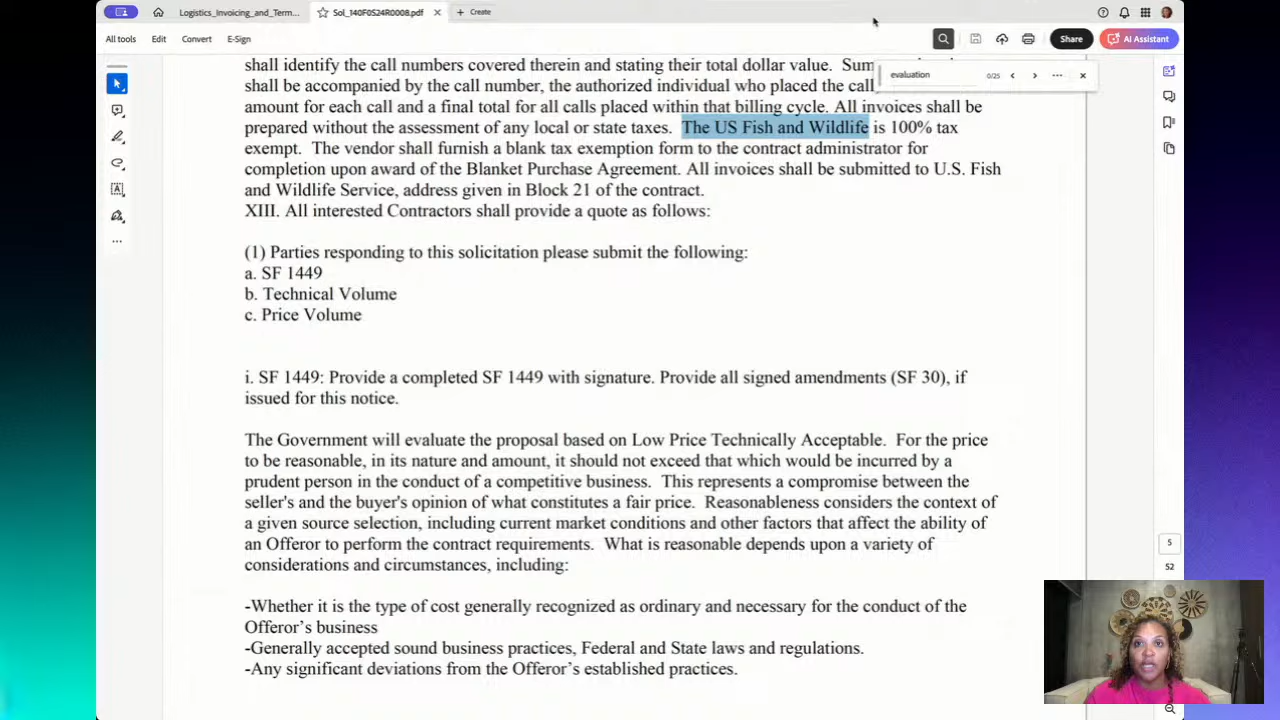 Logistics_Invoicing_and_Term...
Sol_140F0S24R0008.pdf
Create
All tools
Edit
Convert
E-Sign
Share
AI Assistant
evaluation
0/25
shall identify the call numbers covered therein and stating their total dollar value.
shall be accompanied by the call number, the authorized individual who placed the call,
amount for each call and a final total for all calls placed within that billing cycle. All invoices shall be
prepared without the assessment of any local or state taxes. The US Fish and Wildlife is 100% tax
exempt. The vendor shall furnish a blank tax exemption form to the contract administrator for
completion upon award of the Blanket Purchase Agreement. All invoices shall be submitted to U.S. Fish
and Wildlife Service, address given in Block 21 of the contract.
XIII. All interested Contractors shall provide a quote as follows:
(1) Parties responding to this solicitation please submit the following:
a. SF 1449
b. Technical Volume
c. Price Volume
i. SF 1449: Provide a completed SF 1449 with signature. Provide all signed amendments (SF 30), if
issued for this notice.
The Government will evaluate the proposal based on Low Price Technically Acceptable. For the price
to be reasonable, in its nature and amount, it should not exceed that which would be incurred by a
prudent person in the conduct of a competitive business. This represents a compromise between the
seller's and the buyer's opinion of what constitutes a fair price. Reasonableness considers the context of
a given source selection, including current market conditions and other factors that affect the ability of
an Offeror to perform the contract requirements. What is reasonable depends upon a variety of
considerations and circumstances, including:
-Whether it is the type of cost generally recognized as ordinary and necessary for the conduct of the
Offeror's business
-Generally accepted sound business practices, Federal and State laws and regulations.
-Any significant deviations from the Offeror's established practices.
5
52